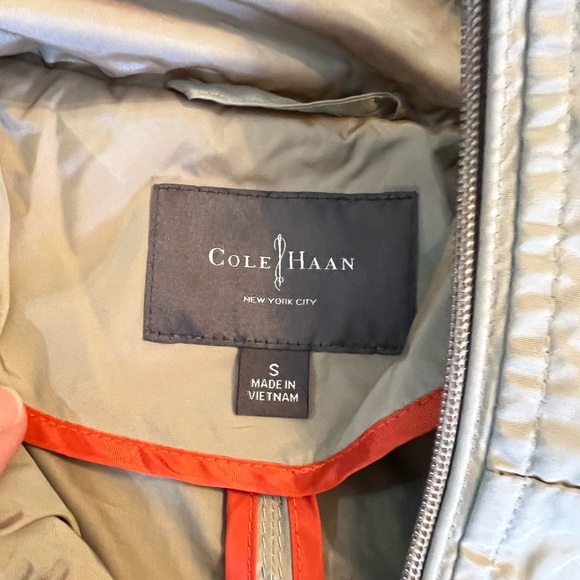 COLE HAAN
NEW YORK CITY
S
MADE IN
VIETNAM